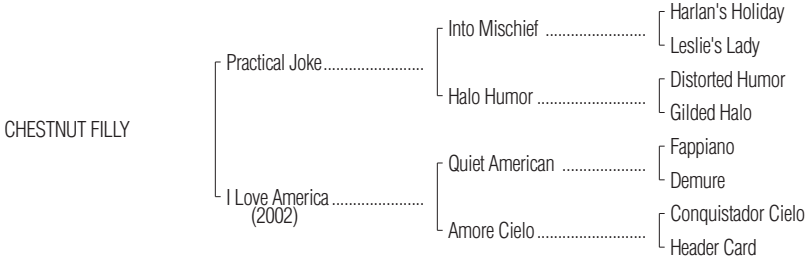 Harlan's Holiday
Into Mischief ........................
Leslie's Lady
Practical Joke........................
Distorted Humor
Halo Humor ..........................
Gilded Halo
CHESTNUT FILLY
Fappiano
Quiet American ....................
Demure
I Love America ......................
(2002)
Conquistador Cielo
Amore Cielo ..........................
Header Card